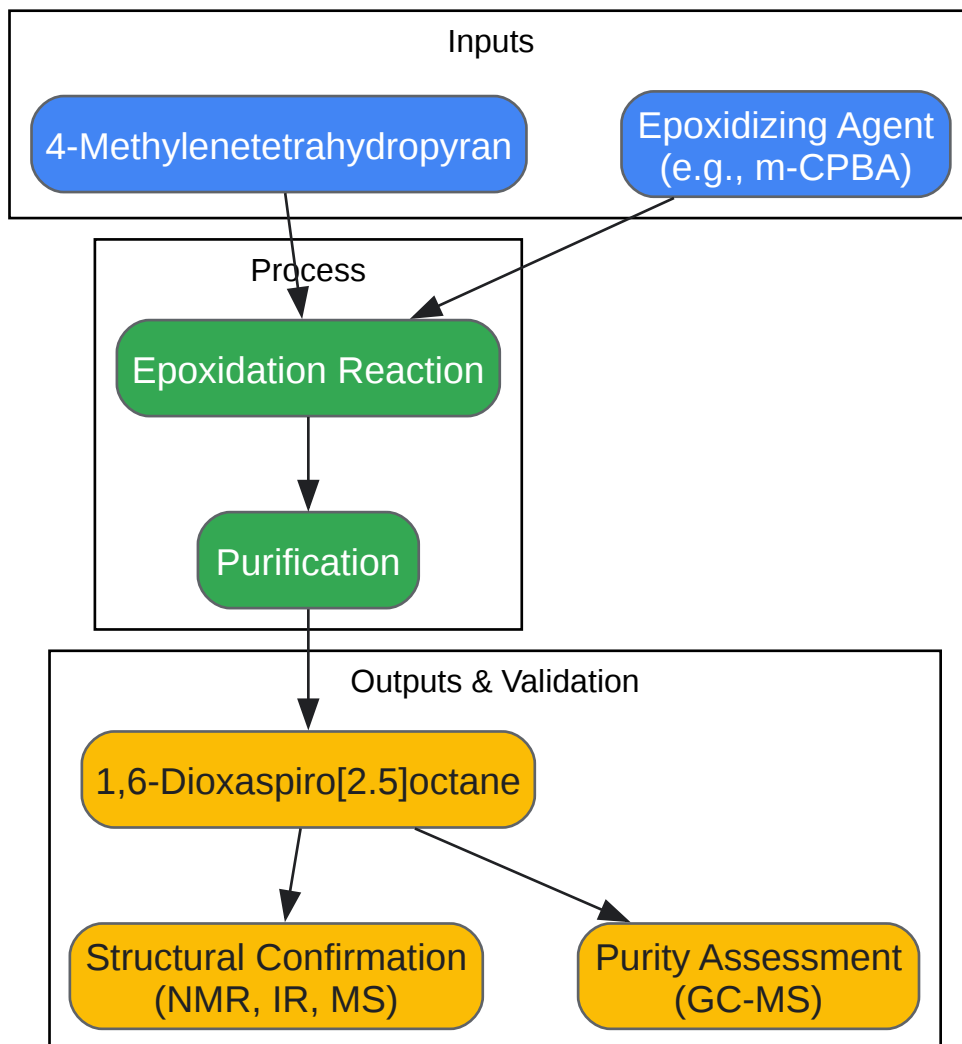 Inputs
4-Methylenetetrahydropyran
Epoxidizing Agent
(e.g., m-CPBA)
Process
Epoxidation Reaction
Purification
Outputs & Validation
1,6-Dioxaspiro[2.5]octane
Structural Confirmation
(NMR, IR, MS)
Purity Assessment
(GC-MS)